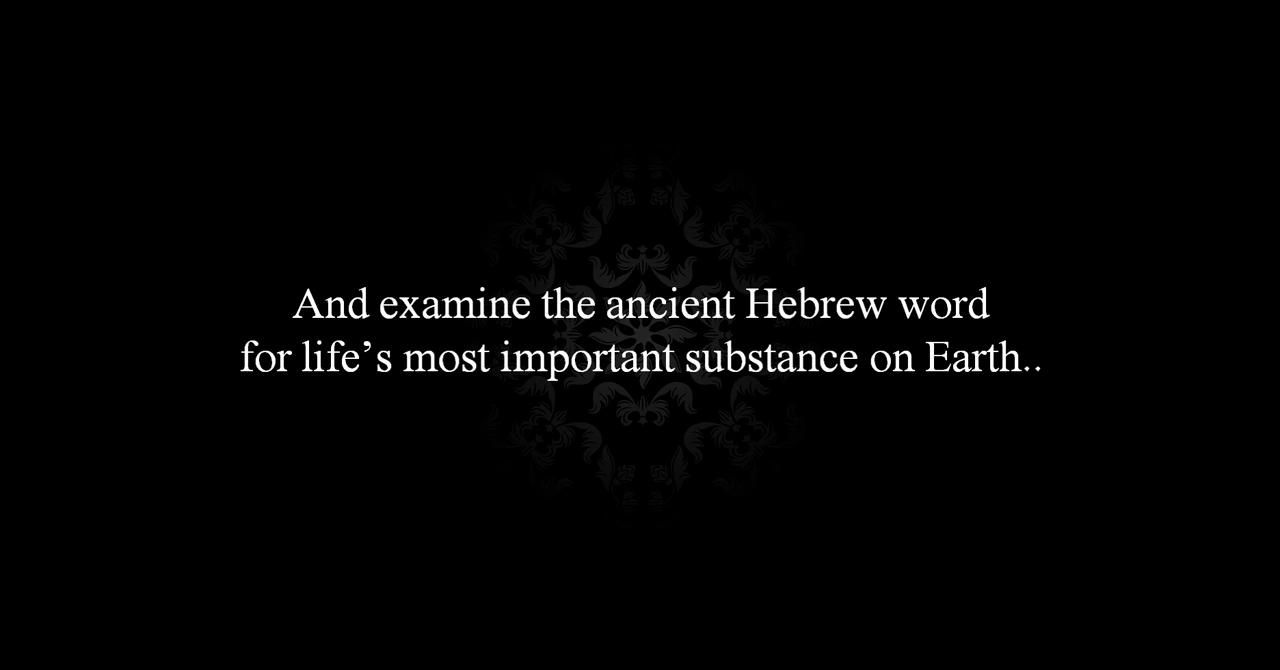 And examine the ancient Hebrew word
for life’s most important substance on Earth..